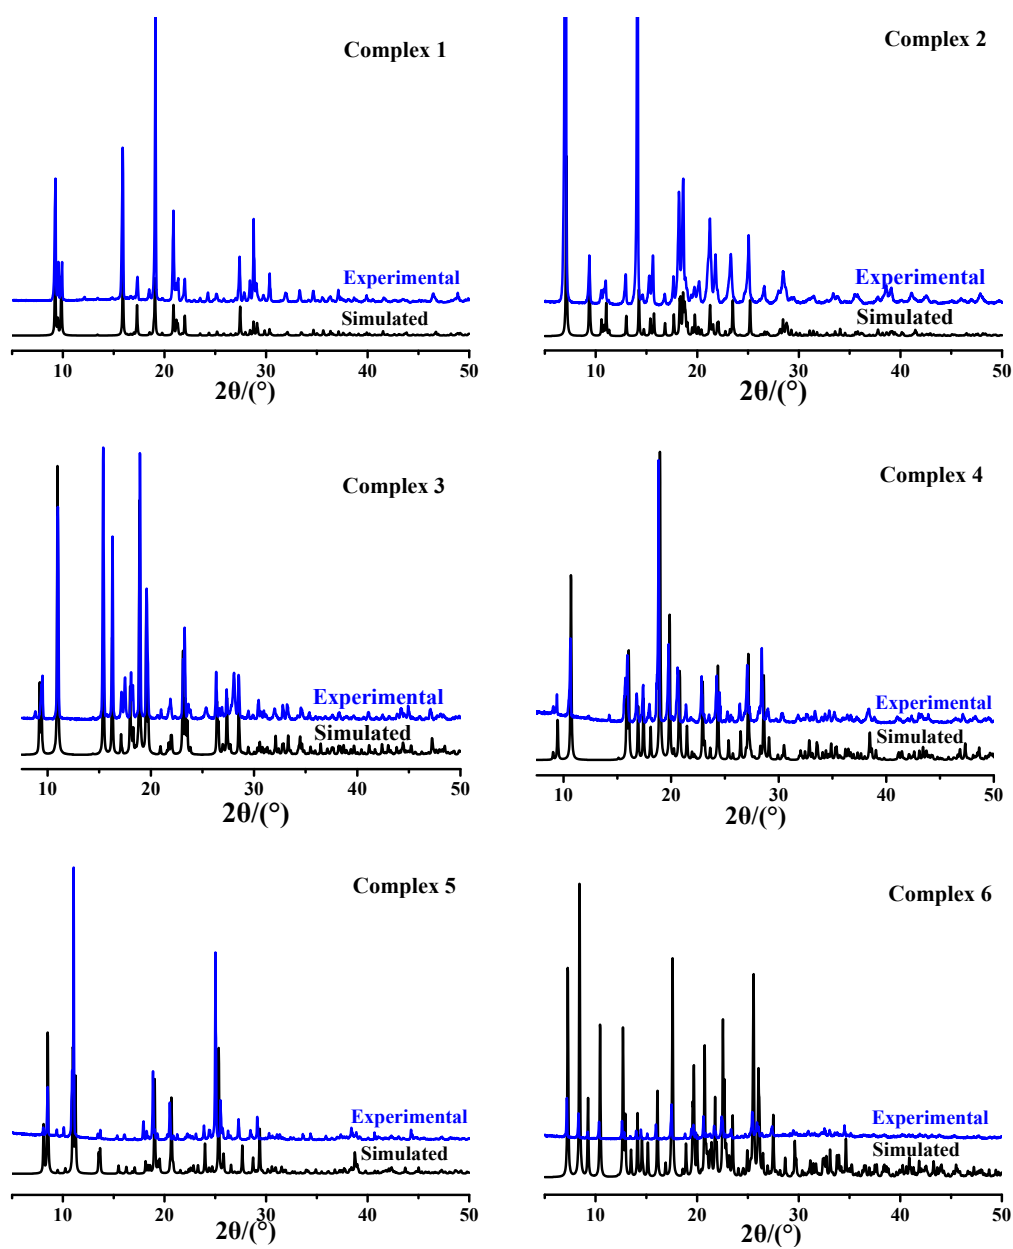 Complex 1
Experimental
Simulated
10 20 30 40 50
2θ/(°)
Complex 2
Experimental
Simulated
10 20 30 40 50
2θ/(°)
Complex 3
Experimental
Simulated
10 20 30 40 50
2θ/(°)
Complex 4
Experimental
Simulated
10 20 30 40 50
2θ/(°)
Complex 5
Experimental
Simulated
10 20 30 40 50
2θ/(°)
Complex 6
Experimental
Simulated
10 20 30 40 50
2θ/(°)